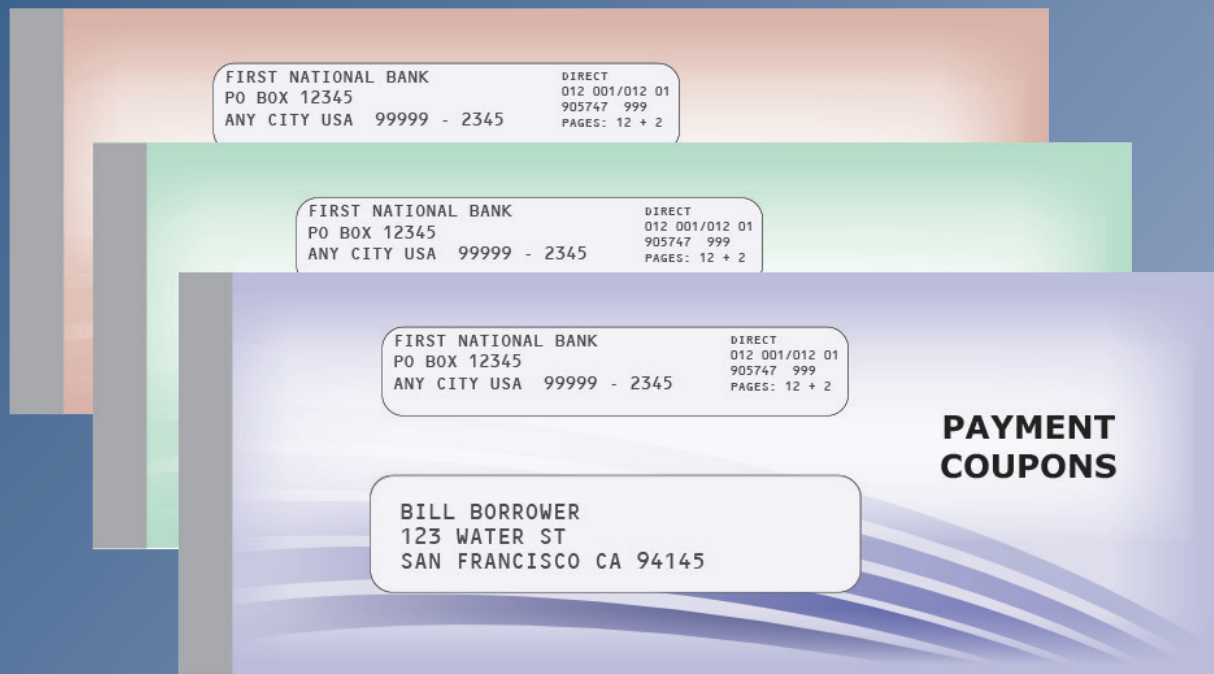 FIRST NATIONAL BANK
PO BOX 12345
ANY CITY USA 99999 - 2345
DIRECT
012 001/012 01
905747 999
PAGES: 12 + 2
FIRST NATIONAL BANK
PO BOX 12345
ANY CITY USA 99999 - 2345
DIRECT
012 001/012 01
905747 999
PAGES: 12 + 2
FIRST NATIONAL BANK
PO BOX 12345
ANY CITY USA 99999 - 2345
DIRECT
012 001/012 01
905747 999
PAGES: 12 + 2
PAYMENT
COUPONS
BILL BORROWER
123 WATER ST
SAN FRANCISCO CA 94145